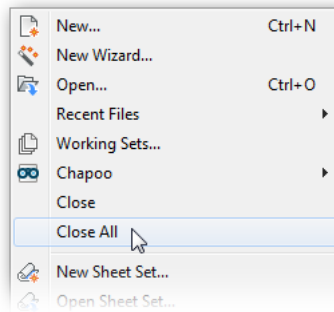 New... Ctrl+N
New Wizard...
Open... Ctrl+O
Recent Files
Working Sets...
Chapoo
Close
Close All
New Sheet Set...
Open Sheet Set...